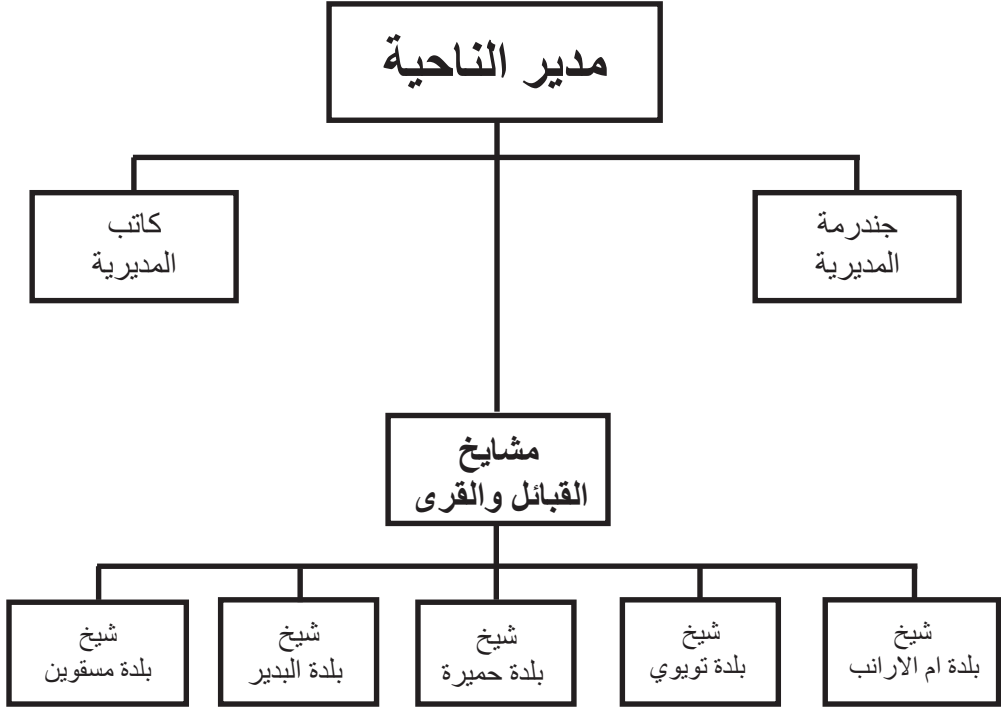 مدير الناحية
جندرمة
المديرية
كاتب
المديرية
مشايخ
القبائل والقرى
شيخ
بلدة ام الارانب
شيخ
بلدة تويوي
شيخ
بلدة حميرة
شيخ
بلدة البدير
شيخ
بلدة مسقوين